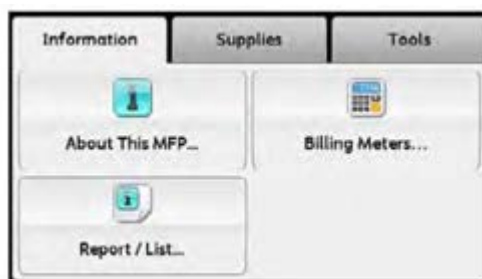 Information
Supplies
Tools
About This MFP...
Billing Meters...
Report / List...